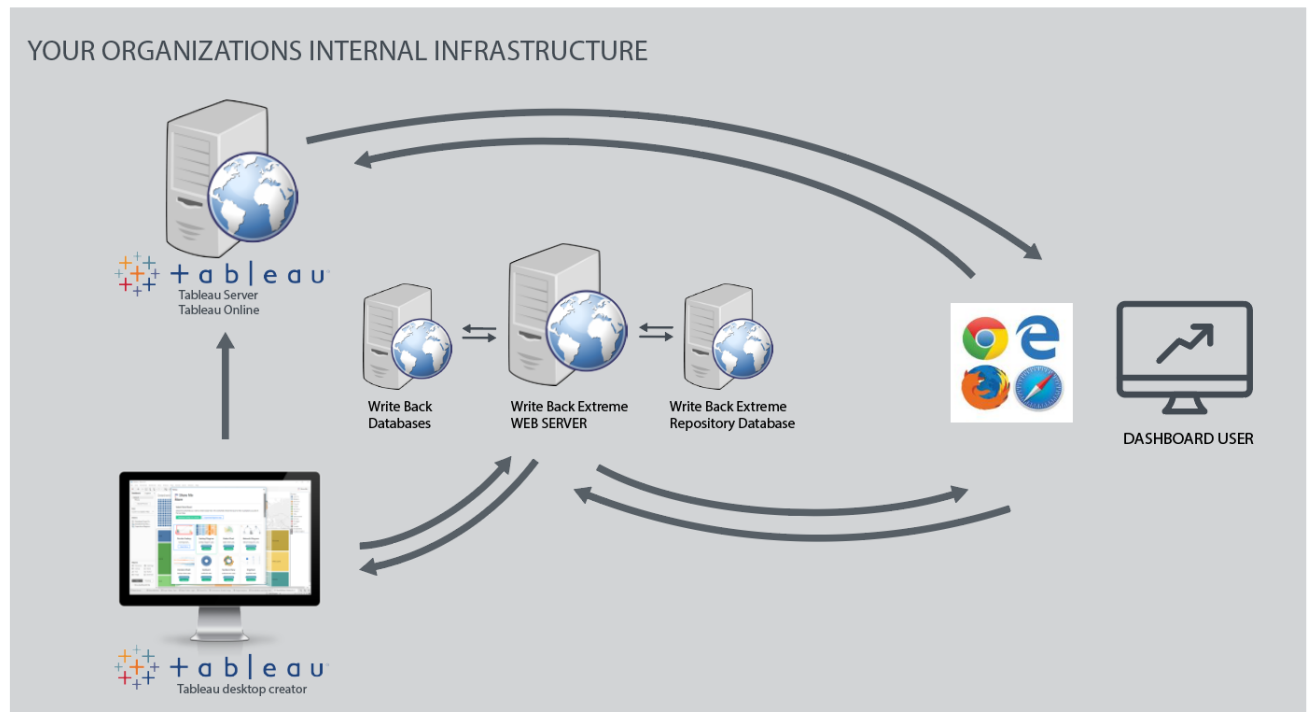 YOUR ORGANIZATIONS INTERNAL INFRASTRUCTURE
+ a b | e a u
Tableau Server
Tableau Online
Write Back
Databases
Write Back Extreme
WEB SERVER
Write Back Extreme
Repository Database
DASHBOARD USER
+ a b | e a u
Tableau desktop creator